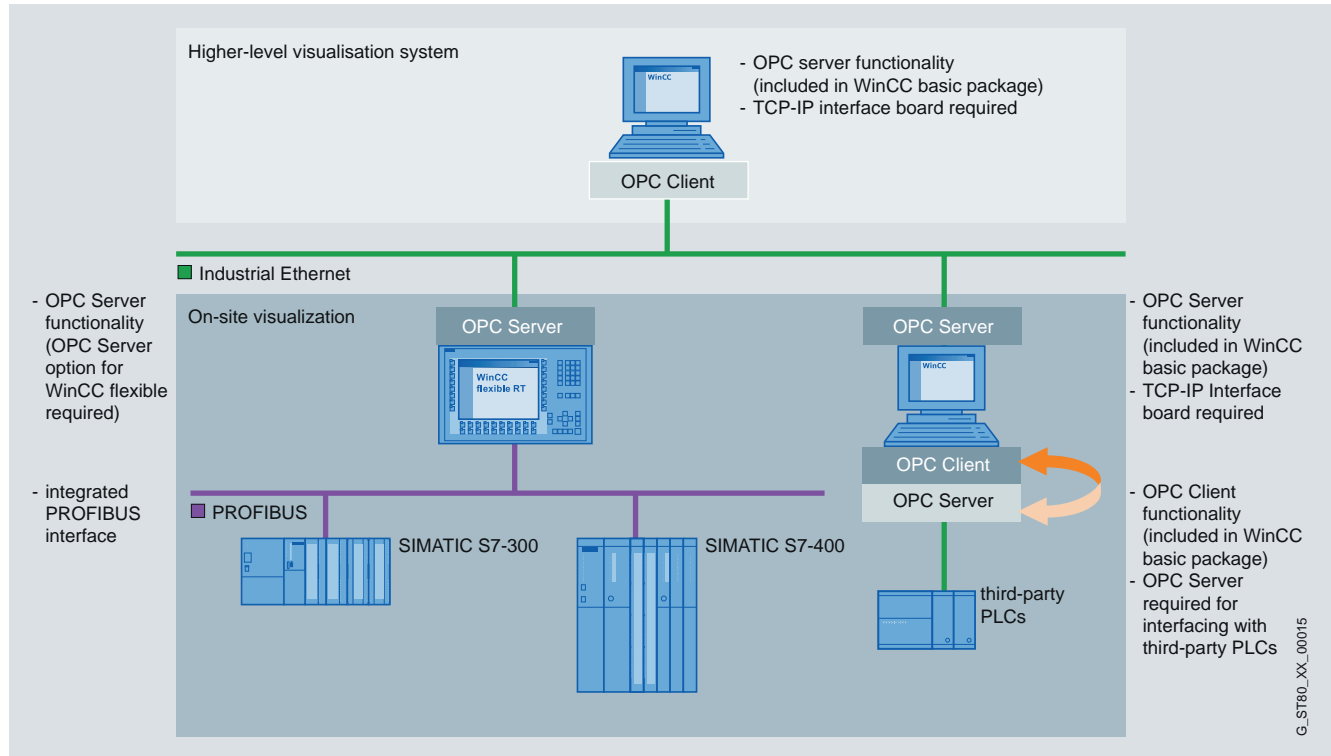 Higher-level visualisation system
WinCC
- OPC server functionality
(included in WinCC basic package)
- TCP-IP interface board required
OPC Client
Industrial Ethernet
- OPC Server
functionality
(OPC Server
option for
WinCC flexible
required)
On-site visualization
OPC Server
WinCC
flexible RT
OPC Server
WinCC
- OPC Server
functionality
(included in WinCC
basic package)
- TCP-IP Interface
board required
OPC Client
OPC Server
- integrated
PROFIBUS
interface
PROFIBUS
SIMATIC S7-300
SIMATIC S7-400
third-party
PLCs
- OPC Client
functionality
(included in WinCC
basic package)
- OPC Server
required for
interfacing with
third-party PLCs
G_ST80_XX_00015